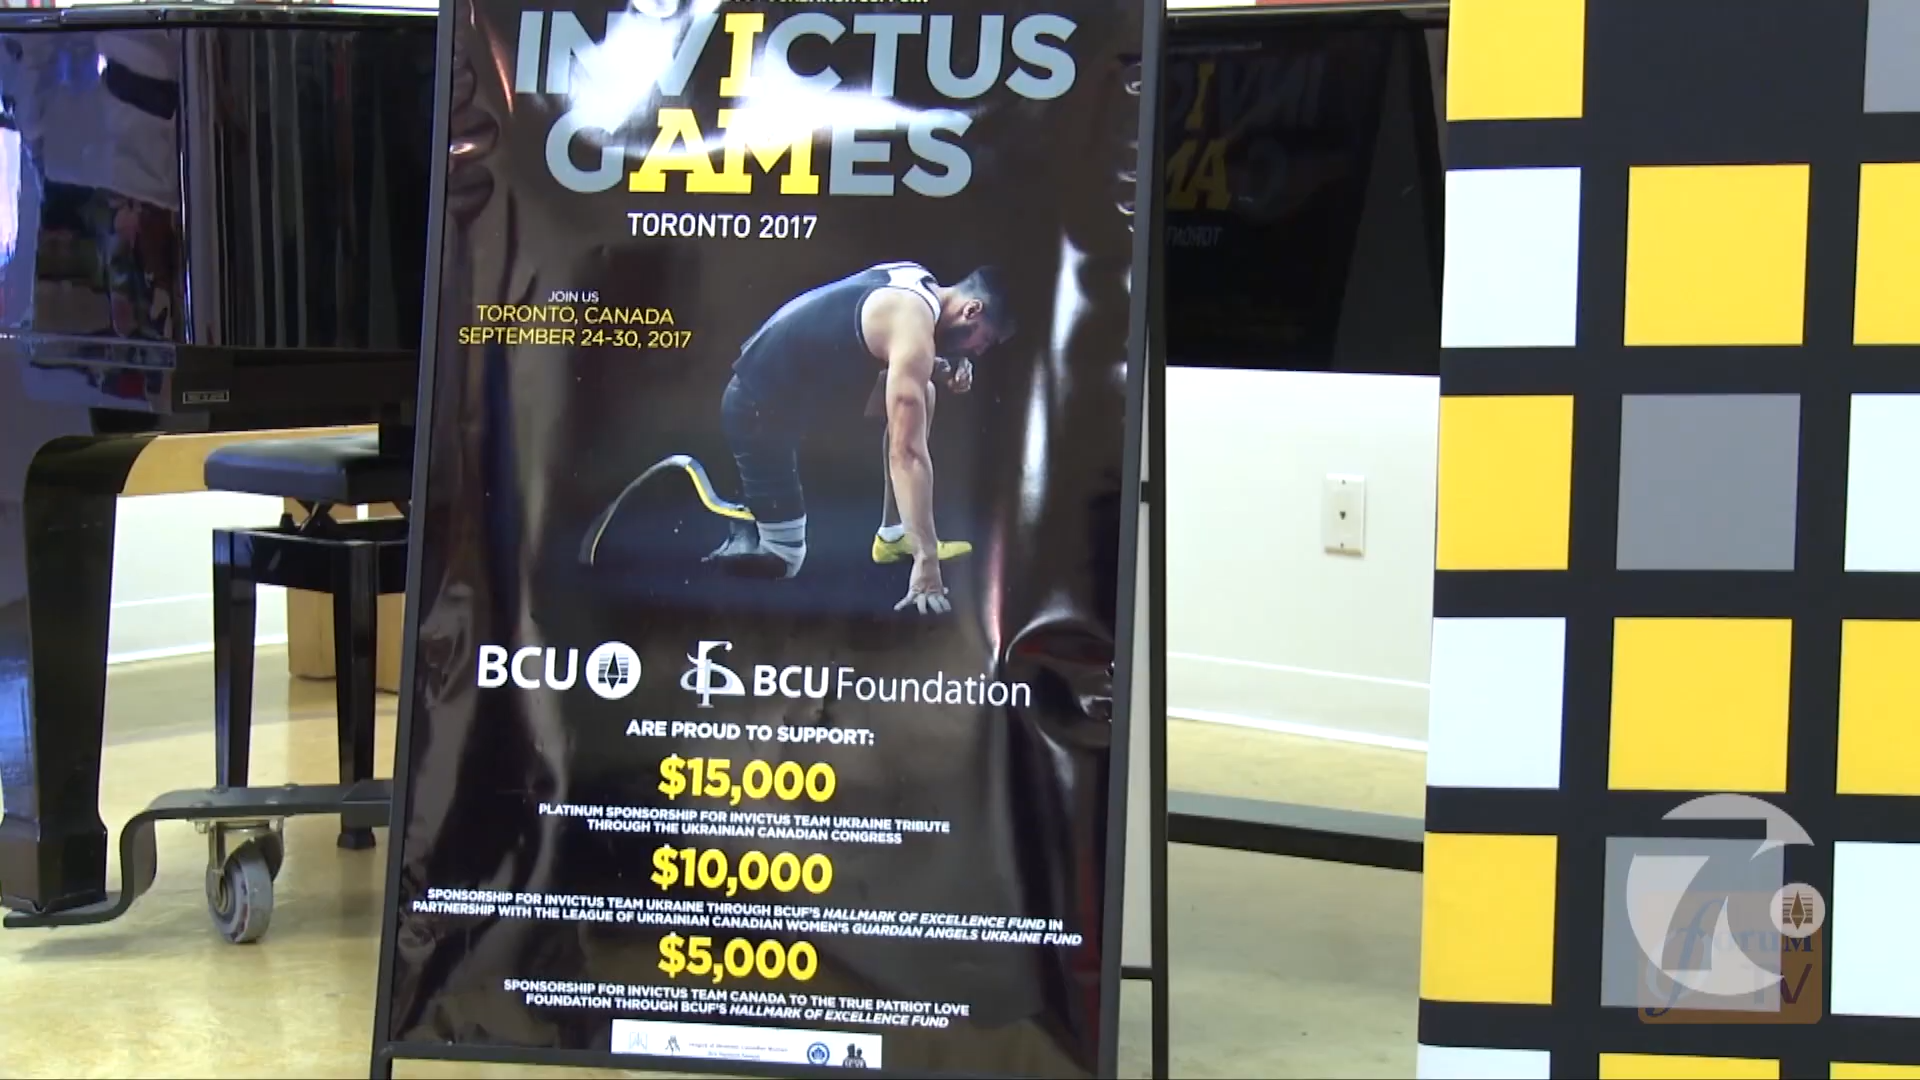 INVICTUS
GAMES
TORONTO 2017
JOIN US
TORONTO, CANADA
SEPTEMBER 24-30, 2017
BCU
BCU Foundation
ARE PROUD TO SUPPORT:
$15,000
PLATINUM SPONSORSHIP FOR INVICTUS TEAM UKRAINE TRIBUTE
THROUGH THE UKRAINIAN CANADIAN CONGRESS
$10,000
SPONSORSHIP FOR INVICTUS TEAM UKRAINE THROUGH BCUF'S HALLMARK OF EXCELLENCE FUND IN
PARTNERSHIP WITH THE LEAGUE OF UKRAINIAN CANADIAN WOMEN'S GUARDIAN ANGELS UKRAINE FUND
$5,000
SPONSORSHIP FOR INVICTUS TEAM CANADA TO THE TRUE PATRIOT LOVE
FOUNDATION THROUGH BCUF'S HALLMARK OF EXCELLENCE FUND
7
foruM
TV